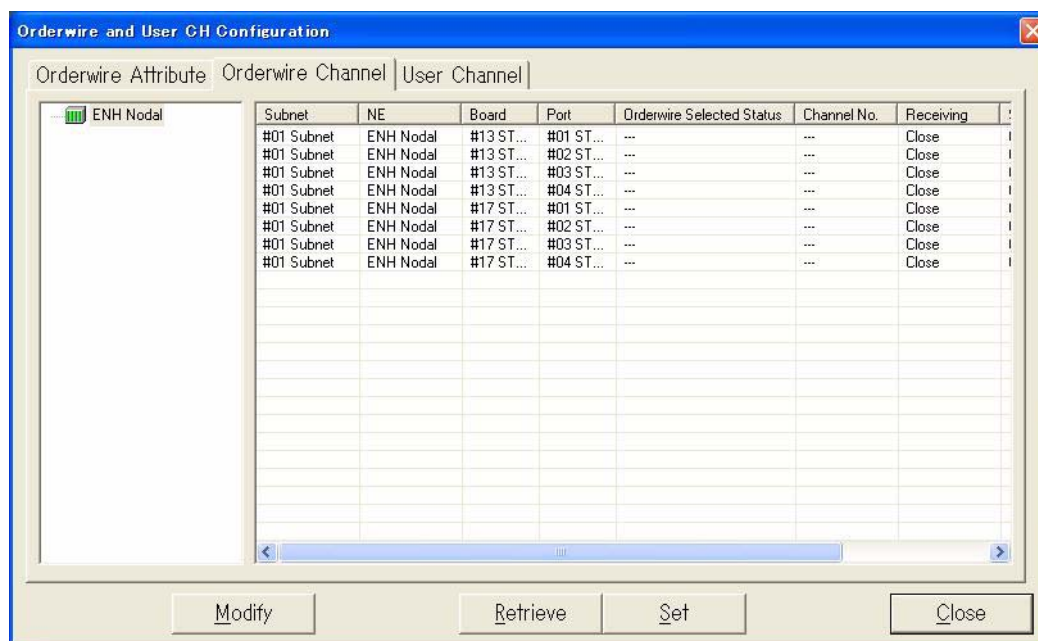 Orderwire and User CH Configuration
Orderwire Attribute Orderwire Channel User Channel
ENH Nodal
Subnet NE Board Port Orderwire Selected Status Channel No. Receiving
#01 Subnet ENH Nodal #13 ST... #01 ST... --- --- Close
#01 Subnet ENH Nodal #13 ST... #02 ST... --- --- Close
#01 Subnet ENH Nodal #13 ST... #03 ST... --- --- Close
#01 Subnet ENH Nodal #13 ST... #04 ST... --- --- Close
#01 Subnet ENH Nodal #17 ST... #01 ST... --- --- Close
#01 Subnet ENH Nodal #17 ST... #02 ST... --- --- Close
#01 Subnet ENH Nodal #17 ST... #03 ST... --- --- Close
#01 Subnet ENH Nodal #17 ST... #04 ST... --- --- Close
Modify Retrieve Set Close